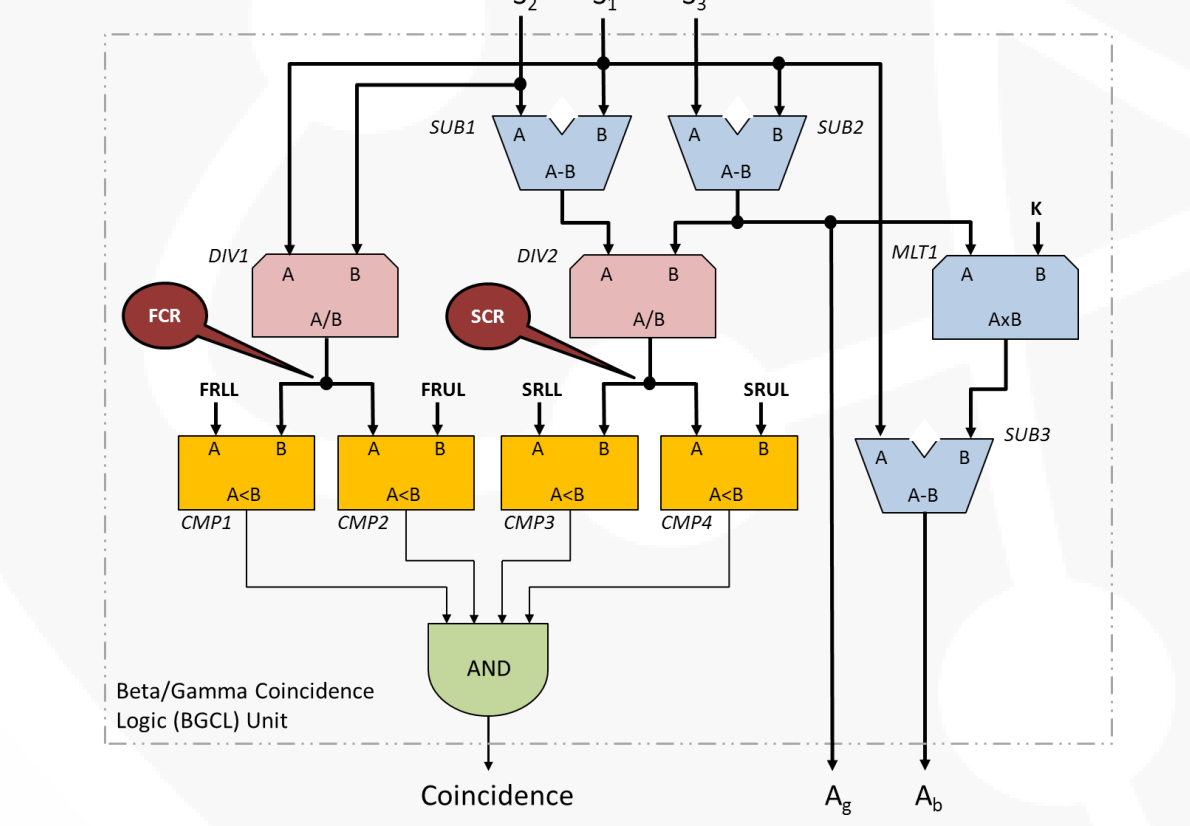 S2 S1 S3
SUB1 A B A-B
A B A-B SUB2
K
DIV1 A B A/B
DIV2 A B A/B
MLT1 A B AxB
FCR
SCR
FRLL FRUL SRLL SRUL
A B A<B CMP1
A B A<B CMP2
A B A<B CMP3
A B A<B CMP4
SUB3 A B A-B
AND
Beta/Gamma Coincidence
Logic (BGCL) Unit
Coincidence Ag Ab